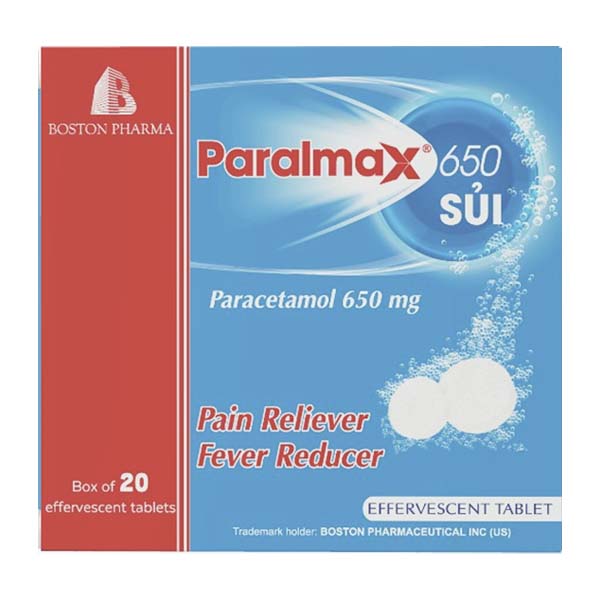 BOSTON PHARMA
Paralmax® 650
SỦI
Paracetamol 650 mg
Pain Reliever
Fever Reducer
Box of 20
effervescent tablets
EFFERVESCENT TABLET
Trademark holder: BOSTON PHARMACEUTICAL INC (US)